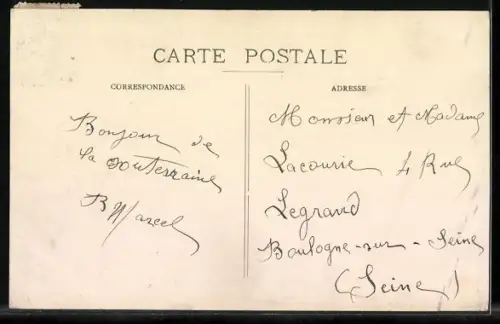 CARTE POSTALE
CORRESPONDANCE
Bonjour de
la souterraine
B Marcel
ADRESSE
Monsieur et Madame
Lacourie 4 Rue
Legrand
Boulogne-sur-Seine
(Seine)